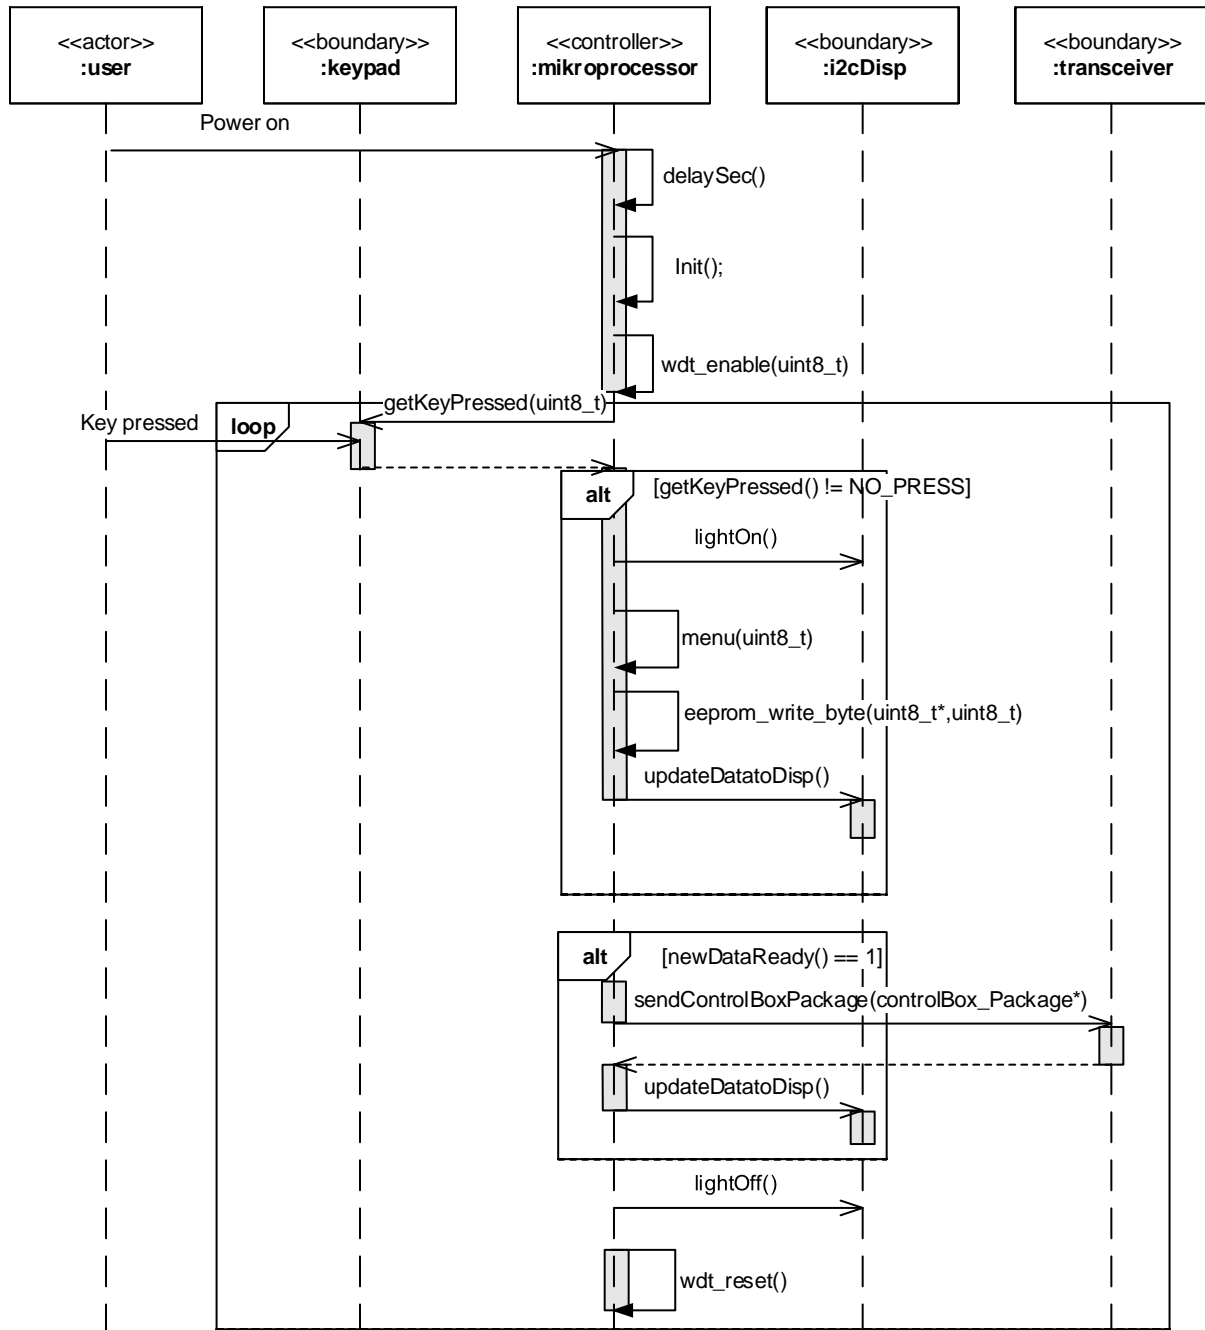 <<actor>>
:user
<<boundary>>
:keypad
<<controller>>
:mikroprocessor
<<boundary>>
:i2cDisp
<<boundary>>
:transceiver
Power on
delaySec()
Init();
wdt_enable(uint8_t)
getKeyPressed(uint8_t)
Key pressed
loop
alt
[getKeyPressed() != NO_PRESS]
lightOn()
menu(uint8_t)
eeprom_write_byte(uint8_t*,uint8_t)
updateDatatoDisp()
alt
[newDataReady() == 1]
sendControlBoxPackage(controlBox_Package*)
updateDatatoDisp()
lightOff()
wdt_reset()